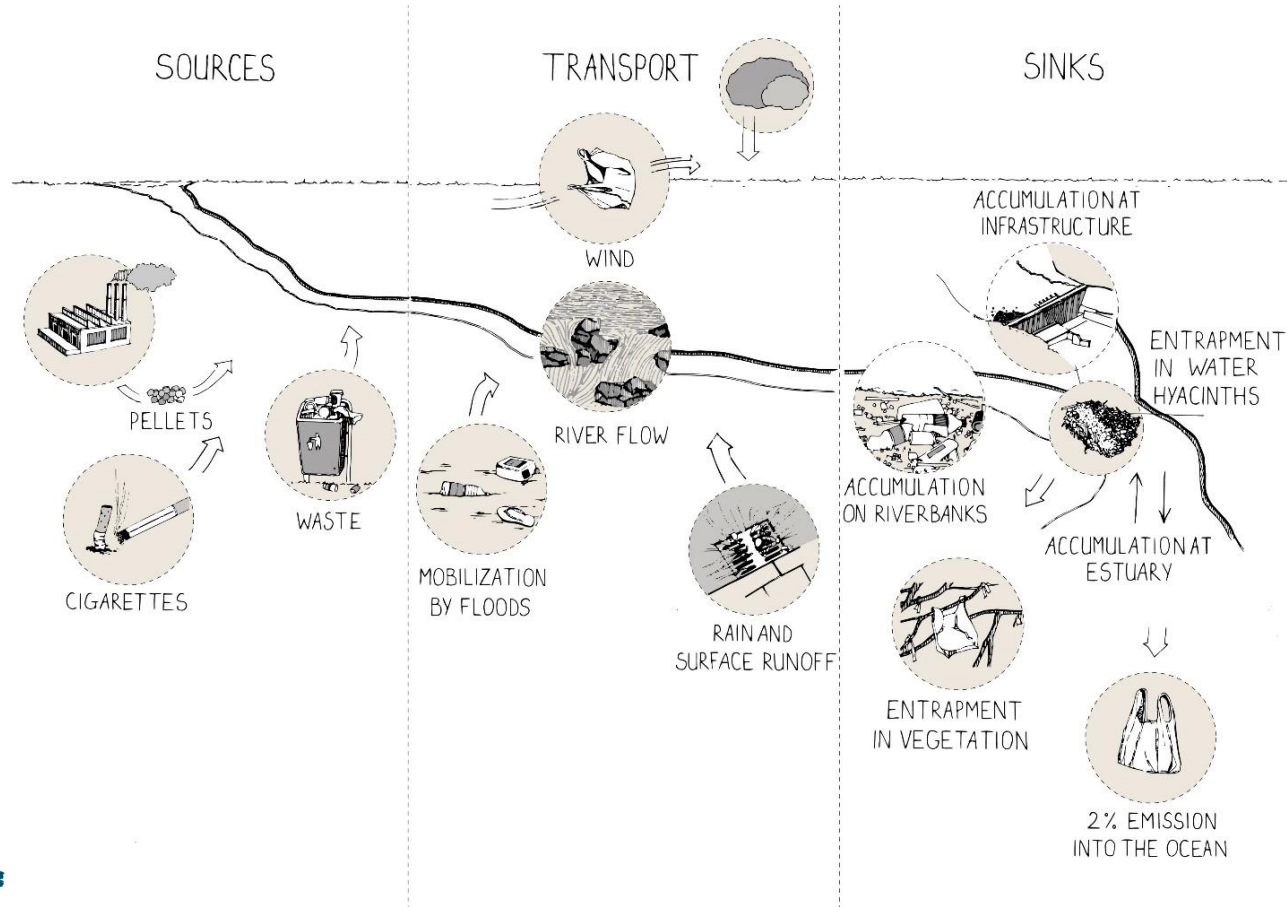 SOURCES
TRANSPORT
SINKS
PELLETS
CIGARETTES
WASTE
WIND
RIVER FLOW
MOBILIZATION
BY FLOODS
RAIN AND
SURFACE RUNOFF
ACCUMULATION AT
INFRASTRUCTURE
ENTRAPMENT
IN WATER
HYACINTHS
ACCUMULATION
ON RIVERBANKS
ACCUMULATION AT
ESTUARY
ENTRAPMENT
IN VEGETATION
2% EMISSION
INTO THE OCEAN